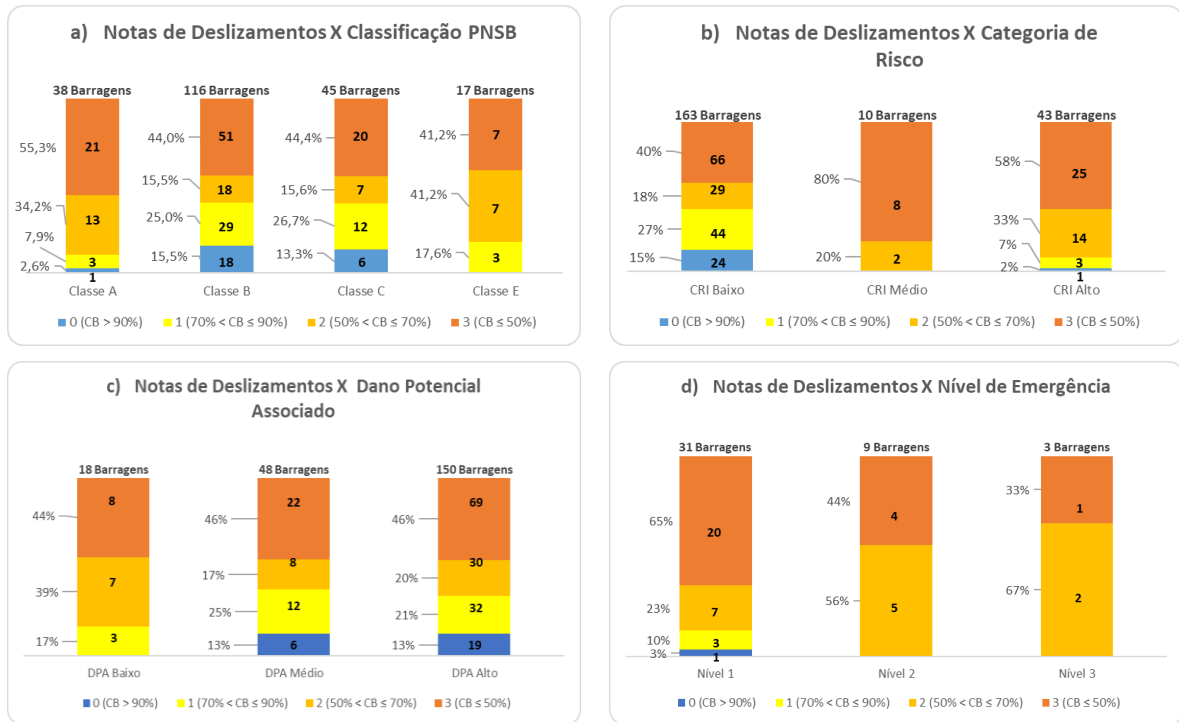 a) Notas de Deslizamentos X Classificação PNSB
38 Barragens
116 Barragens
45 Barragens
17 Barragens
55,3%
21
34,2%
13
7,9%
3
2,6%
1
44,0%
51
15,5%
18
25,0%
29
15,5%
18
44,4%
20
15,6%
7
26,7%
12
13,3%
6
41,2%
7
41,2%
7
17,6%
3
Classe A
Classe B
Classe C
Classe E
0 (CB > 90%)
1 (70% < CB ≤ 90%)
2 (50% < CB ≤ 70%)
3 (CB ≤ 50%)
b) Notas de Deslizamentos X Categoria de
Risco
163 Barragens
10 Barragens
43 Barragens
40%
66
18%
29
27%
44
15%
24
80%
8
20%
2
58%
25
33%
14
7%
3
2%
1
CRI Baixo
CRI Médio
CRI Alto
0 (CB > 90%)
1 (70% < CB ≤ 90%)
2 (50% < CB ≤ 70%)
3 (CB ≤ 50%)
c) Notas de Deslizamentos X Dano Potencial
Associado
18 Barragens
48 Barragens
150 Barragens
44%
8
39%
7
17%
3
46%
22
17%
8
25%
12
13%
6
46%
69
20%
30
21%
32
13%
19
DPA Baixo
DPA Médio
DPA Alto
0 (CB > 90%)
1 (70% < CB ≤ 90%)
2 (50% < CB ≤ 70%)
3 (CB ≤ 50%)
d) Notas de Deslizamentos X Nível de Emergência
31 Barragens
9 Barragens
3 Barragens
65%
20
23%
7
10%
3
3%
1
44%
4
56%
5
33%
1
67%
2
Nível 1
Nível 2
Nível 3
0 (CB > 90%)
1 (70% < CB ≤ 90%)
2 (50% < CB ≤ 70%)
3 (CB ≤ 50%)